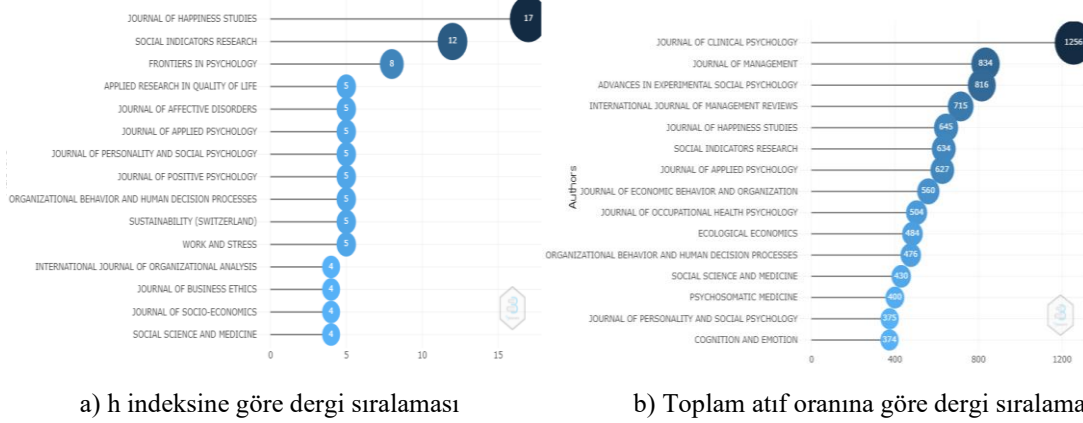 JOURNAL OF HAPPINESS STUDIES 17
SOCIAL INDICATORS RESEARCH 12
FRONTIERS IN PSYCHOLOGY 8
APPLIED RESEARCH IN QUALITY OF LIFE 5
JOURNAL OF AFFECTIVE DISORDERS 5
JOURNAL OF APPLIED PSYCHOLOGY 5
JOURNAL OF PERSONALITY AND SOCIAL PSYCHOLOGY 5
JOURNAL OF POSITIVE PSYCHOLOGY 5
ORGANIZATIONAL BEHAVIOR AND HUMAN DECISION PROCESSES 5
SUSTAINABILITY (SWITZERLAND) 5
WORK AND STRESS 5
INTERNATIONAL JOURNAL OF ORGANIZATIONAL ANALYSIS 4
JOURNAL OF BUSINESS ETHICS 4
JOURNAL OF SOCIO-ECONOMICS 4
SOCIAL SCIENCE AND MEDICINE 4
0 5 10 15
a) h indeksine göre dergi sıralaması
Authors
JOURNAL OF CLINICAL PSYCHOLOGY 1256
JOURNAL OF MANAGEMENT 834
ADVANCES IN EXPERIMENTAL SOCIAL PSYCHOLOGY 816
INTERNATIONAL JOURNAL OF MANAGEMENT REVIEWS 715
JOURNAL OF HAPPINESS STUDIES 645
SOCIAL INDICATORS RESEARCH 634
JOURNAL OF APPLIED PSYCHOLOGY 627
JOURNAL OF ECONOMIC BEHAVIOR AND ORGANIZATION 560
JOURNAL OF OCCUPATIONAL HEALTH PSYCHOLOGY 504
ECOLOGICAL ECONOMICS 484
ORGANIZATIONAL BEHAVIOR AND HUMAN DECISION PROCESSES 476
SOCIAL SCIENCE AND MEDICINE 430
PSYCHOSOMATIC MEDICINE 400
JOURNAL OF PERSONALITY AND SOCIAL PSYCHOLOGY 375
COGNITION AND EMOTION 374
0 400 800 1200
b) Toplam atıf oranına göre dergi sıralama